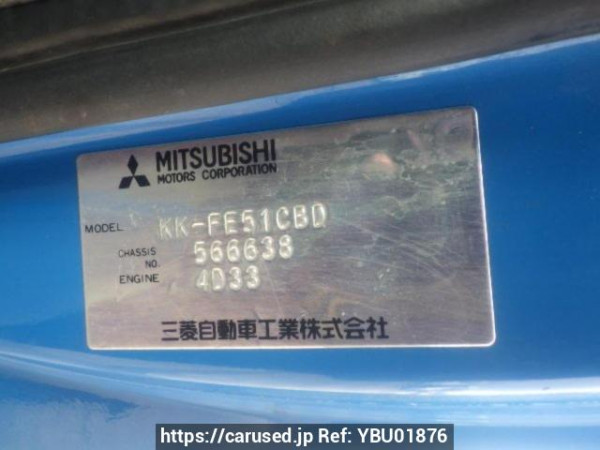 MITSUBISHI
MOTORS CORPORATION
MODEL KK-FE51CBD
CHASSIS NO. 566638
ENGINE 4D33
三菱自動車工業株式会社
https://carused.jp Ref: YBU01876